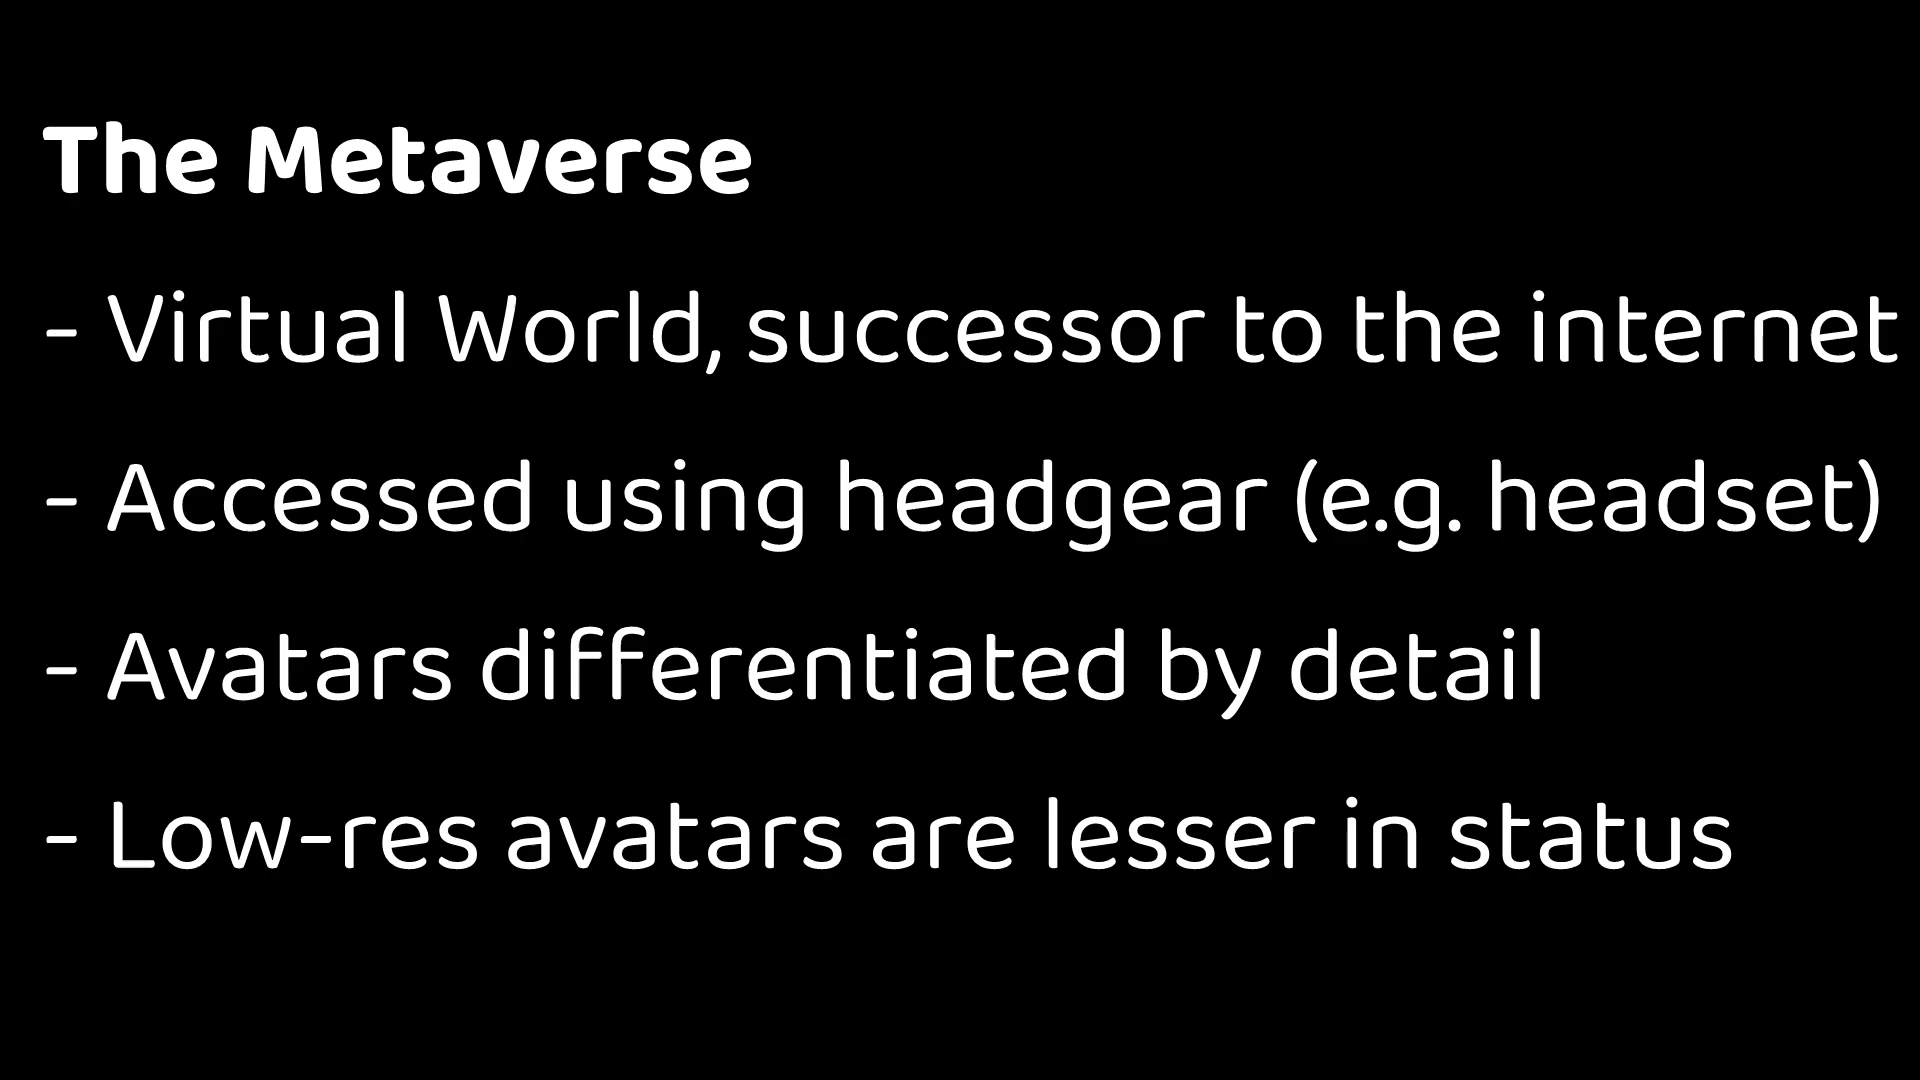 The Metaverse
- Virtual World, successor to the internet
- Accessed using headgear (e.g. headset)
- Avatars differentiated by detail
- Low-res avatars are lesser in status